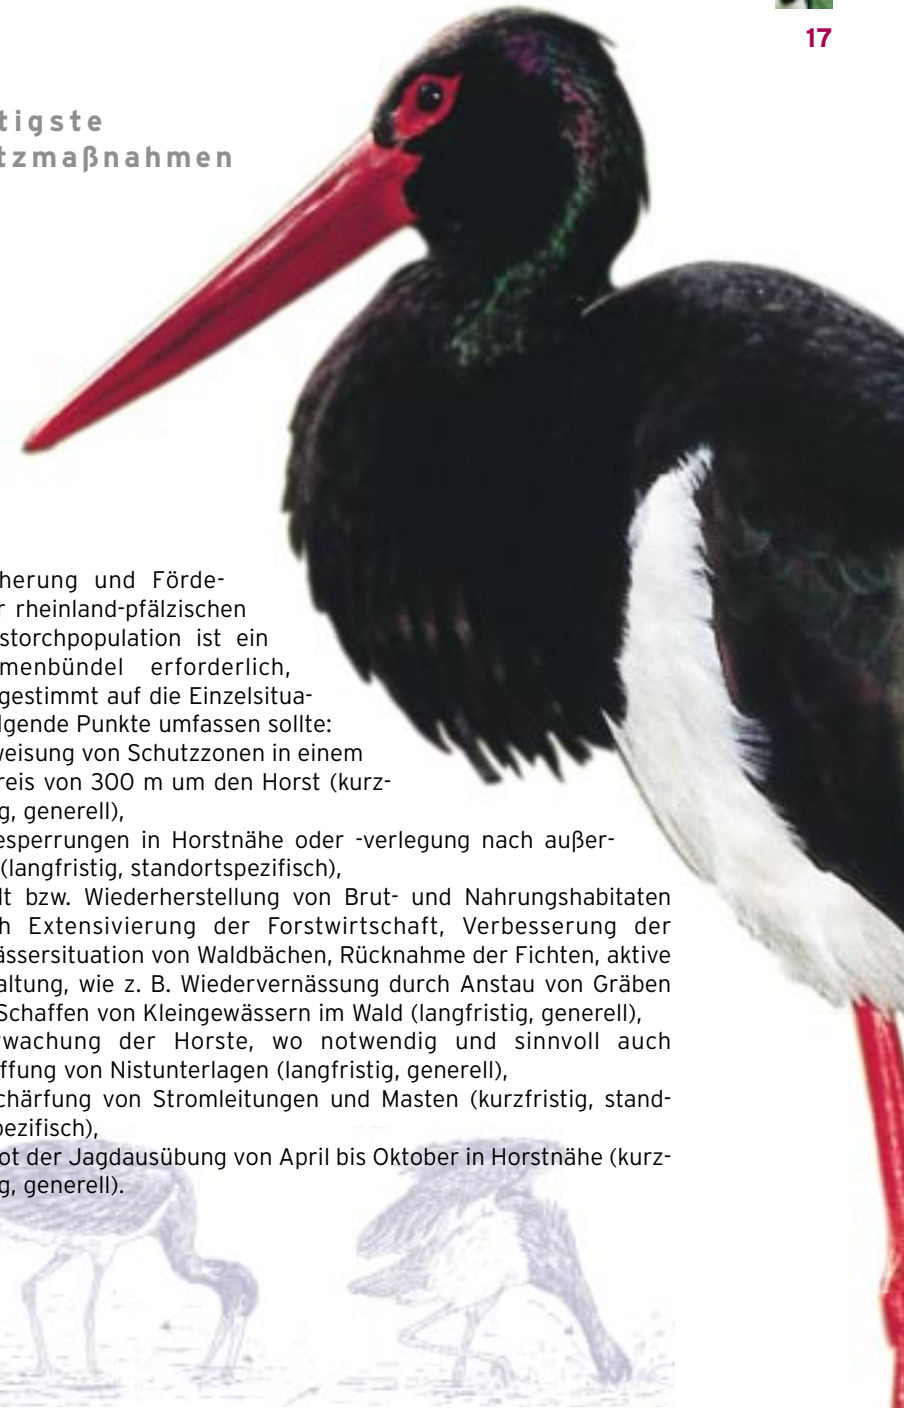 17
tigste
tzmaßnahmen
herung und Förde-
r rheinland-pfälzischen
storchpopulation ist ein
menbündel erforderlich,
gestimmt auf die Einzelsitua-
lgende Punkte umfassen sollte:
weisung von Schutzzonen in einem
reis von 300 m um den Horst (kurz-
g, generell),
esperrungen in Horstnähe oder -verlegung nach außer-
(langfristig, standortspezifisch),
lt bzw. Wiederherstellung von Brut- und Nahrungshabitaten
h Extensivierung der Forstwirtschaft, Verbesserung der
ässersituation von Waldbächen, Rücknahme der Fichten, aktive
altung, wie z. B. Wiedervernässung durch Anstau von Gräben
Schaffen von Kleingewässern im Wald (langfristig, generell),
rwachung der Horste, wo notwendig und sinnvoll auch
ffung von Nistunterlagen (langfristig, generell),
chärfung von Stromleitungen und Masten (kurzfristig, stand-
pezifisch),
ot der Jagdausübung von April bis Oktober in Horstnähe (kurz-
g, generell).